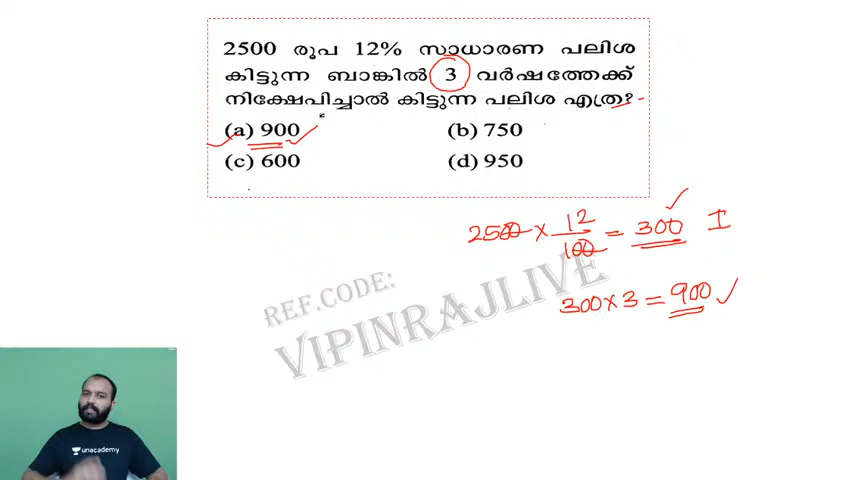 2500 രൂപ 12% സാധാരണ പലിശ
കിട്ടുന്ന ബാങ്കിൽ 3 വർഷത്തേക്ക്
നിക്ഷേപിച്ചാൽ കിട്ടുന്ന പലിശ എത്ര?
(a) 900 (b) 750
(c) 600 (d) 950
2500 × 12/100 = 300 I
300 × 3 = 900
REF.CODE:
VIPINRAJLIVE
unacademy